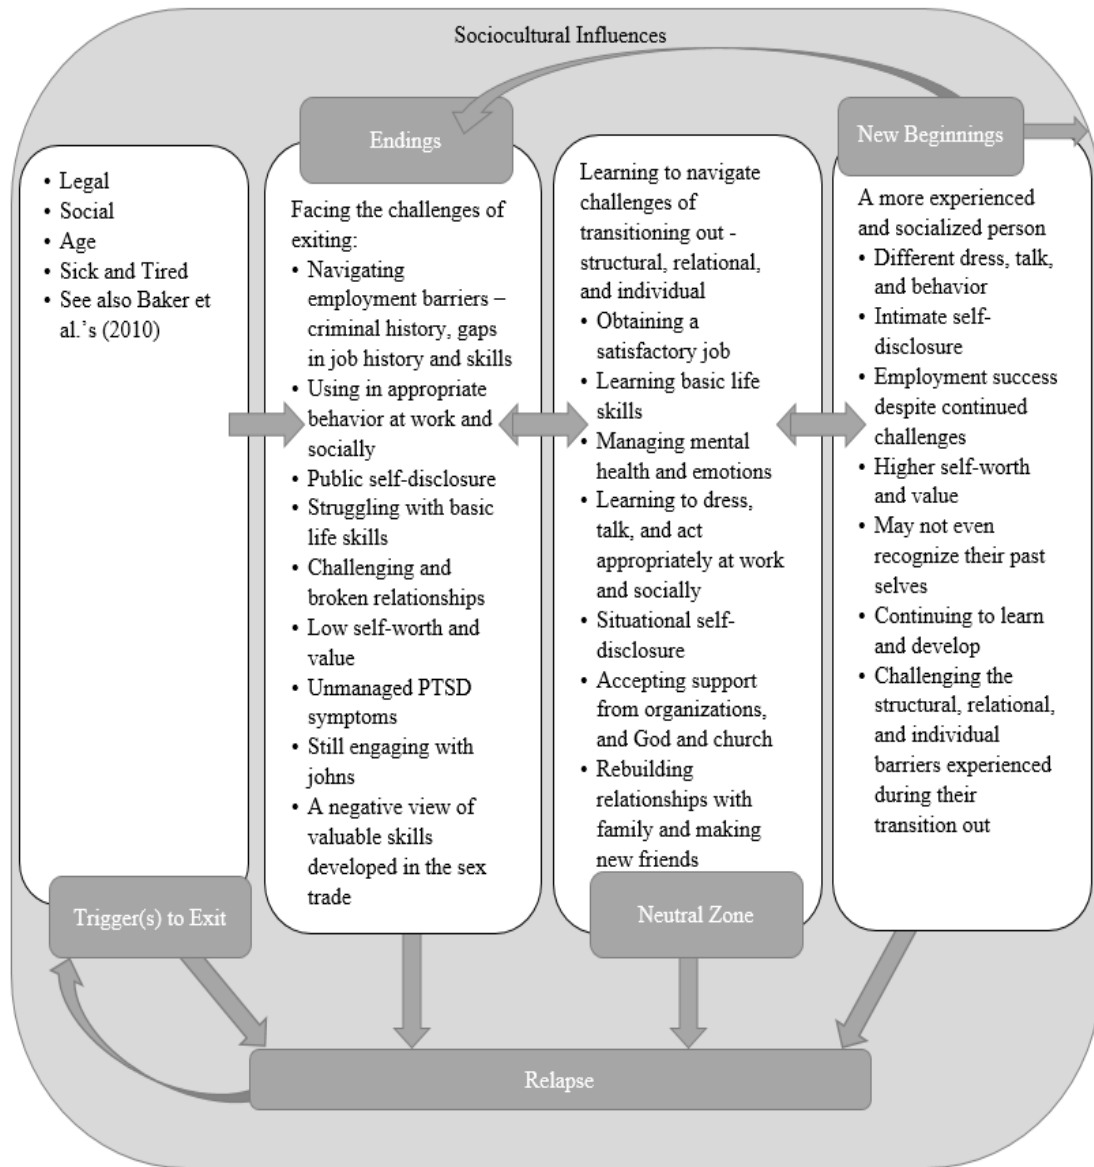 Sociocultural Influences
• Legal
• Social
• Age
• Sick and Tired
• See also Baker et
al.'s (2010)
Trigger(s) to Exit
Endings
Facing the challenges of
exiting:
• Navigating
employment barriers –
criminal history, gaps
in job history and skills
• Using in appropriate
behavior at work and
socially
• Public self-disclosure
• Struggling with basic
life skills
• Challenging and
broken relationships
• Low self-worth and
value
• Unmanaged PTSD
symptoms
• Still engaging with
johns
• A negative view of
valuable skills
developed in the sex
trade
Learning to navigate
challenges of
transitioning out -
structural, relational,
and individual
• Obtaining a
satisfactory job
• Learning basic life
skills
• Managing mental
health and emotions
• Learning to dress,
talk, and act
appropriately at work
and socially
• Situational self-
disclosure
• Accepting support
from organizations,
and God and church
• Rebuilding
relationships with
family and making
new friends
Neutral Zone
New Beginnings
A more experienced
and socialized person
• Different dress, talk,
and behavior
• Intimate self-
disclosure
• Employment success
despite continued
challenges
• Higher self-worth
and value
• May not even
recognize their past
selves
• Continuing to learn
and develop
• Challenging the
structural, relational,
and individual
barriers experienced
during their
transition out
Relapse